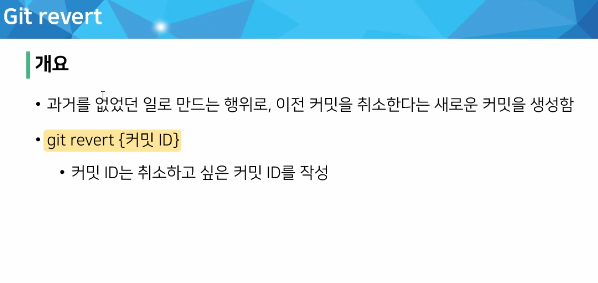 Git revert
개요
• 과거를 없었던 일로 만드는 행위로, 이전 커밋을 취소한다는 새로운 커밋을 생성함
• git revert {커밋 ID}
• 커밋 ID는 취소하고 싶은 커밋 ID를 작성